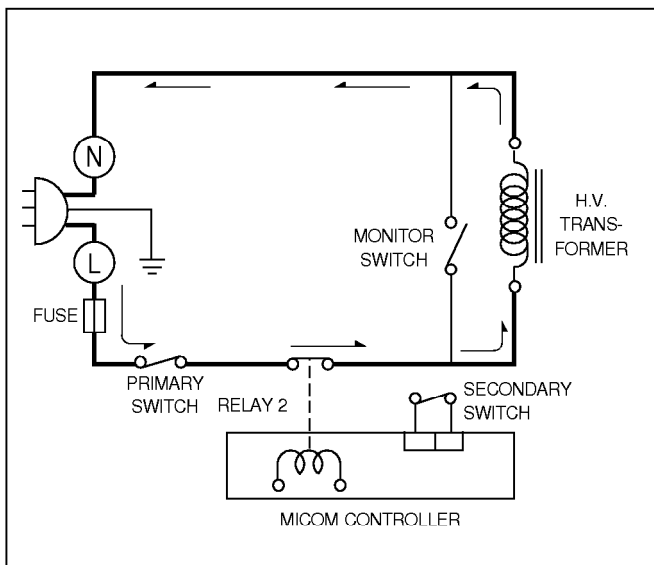 N
H.V.
TRANS-
FORMER
MONITOR
SWITCH
L
FUSE
PRIMARY
SWITCH
RELAY 2
SECONDARY
SWITCH
MICOM CONTROLLER